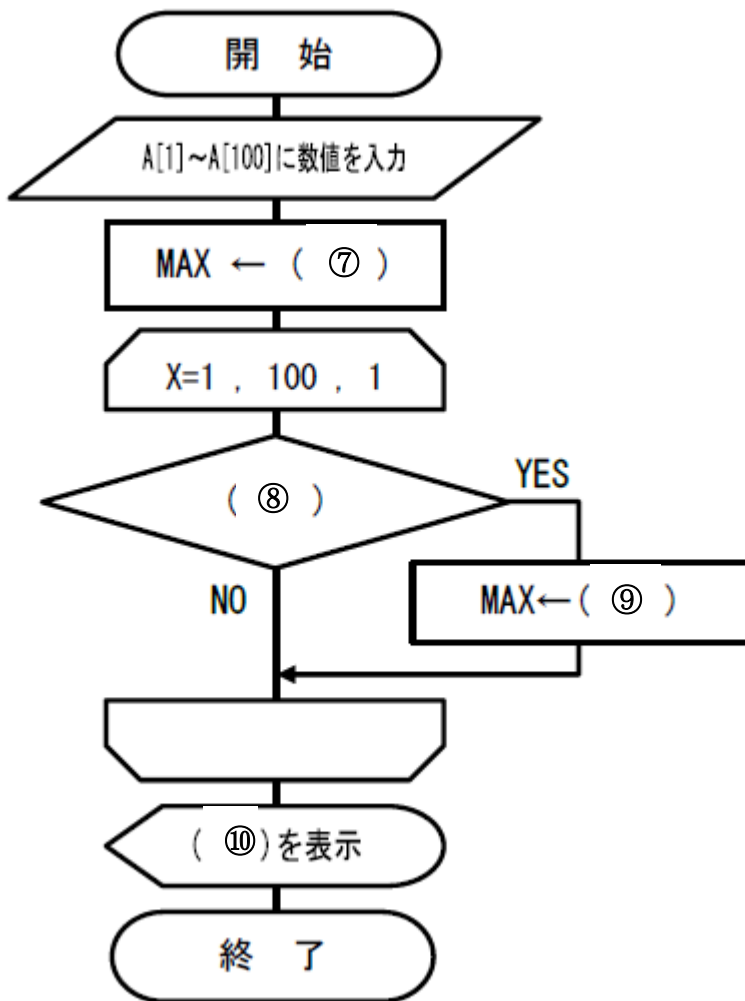 開 始
A[1]~A[100]に数値を入力
MAX ← ( ⑦ )
X=1 , 100 , 1
( ⑧ )
YES
NO
MAX←( ⑨ )
( ⑩ )を表示
終 了